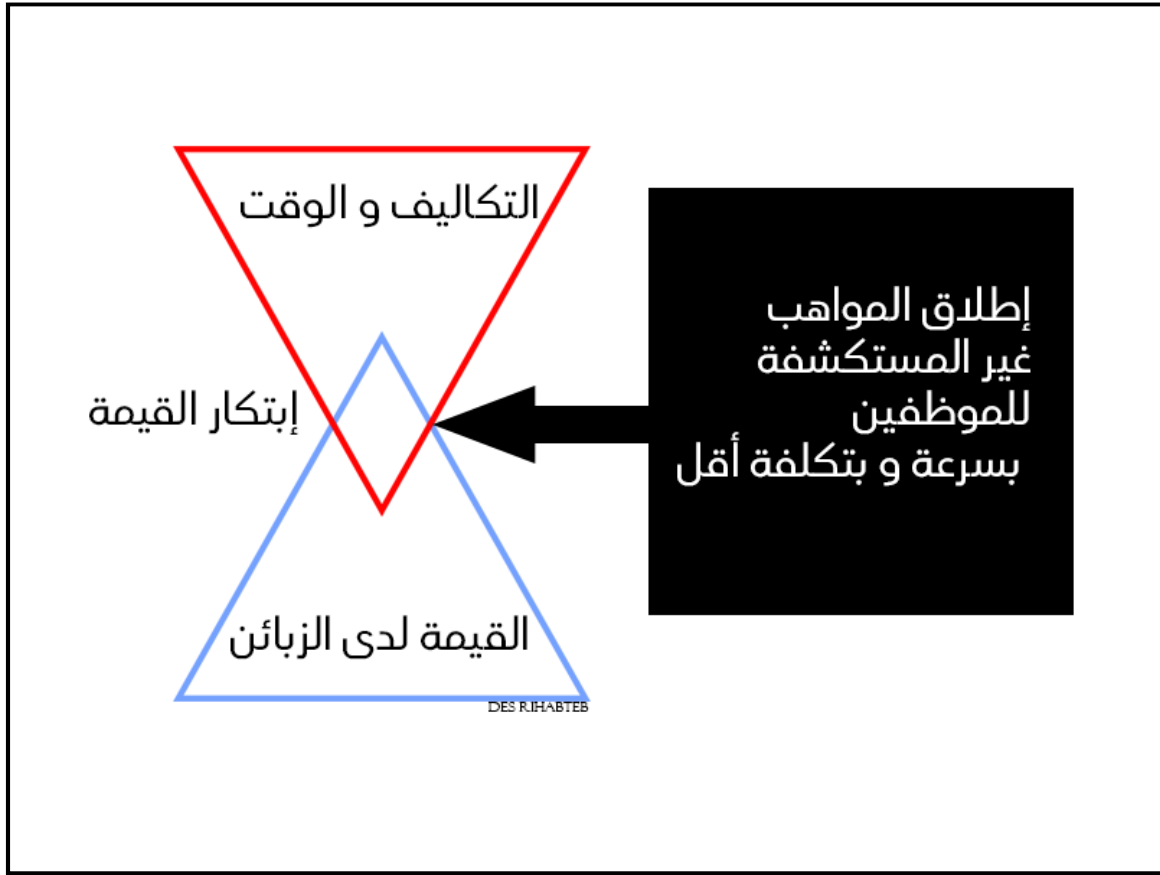 التكاليف و الوقت
إطلاق المواهب
غير المستكشفة
للموظفين
بسرعة و بتكلفة أقل
إبتكار القيمة
القيمة لدى الزبائن
DES RIHABTEB